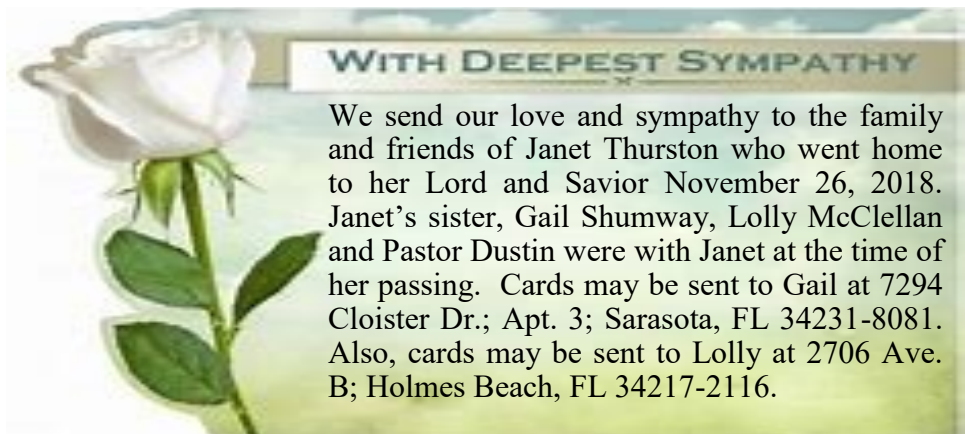 WITH DEEPEST SYMPATHY
We send our love and sympathy to the family
and friends of Janet Thurston who went home
to her Lord and Savior November 26, 2018.
Janet’s sister, Gail Shumway, Lolly McClellan
and Pastor Dustin were with Janet at the time of
her passing.  Cards may be sent to Gail at 7294
Cloister Dr.; Apt. 3; Sarasota, FL 34231-8081.
Also, cards may be sent to Lolly at 2706 Ave.
B; Holmes Beach, FL 34217-2116.